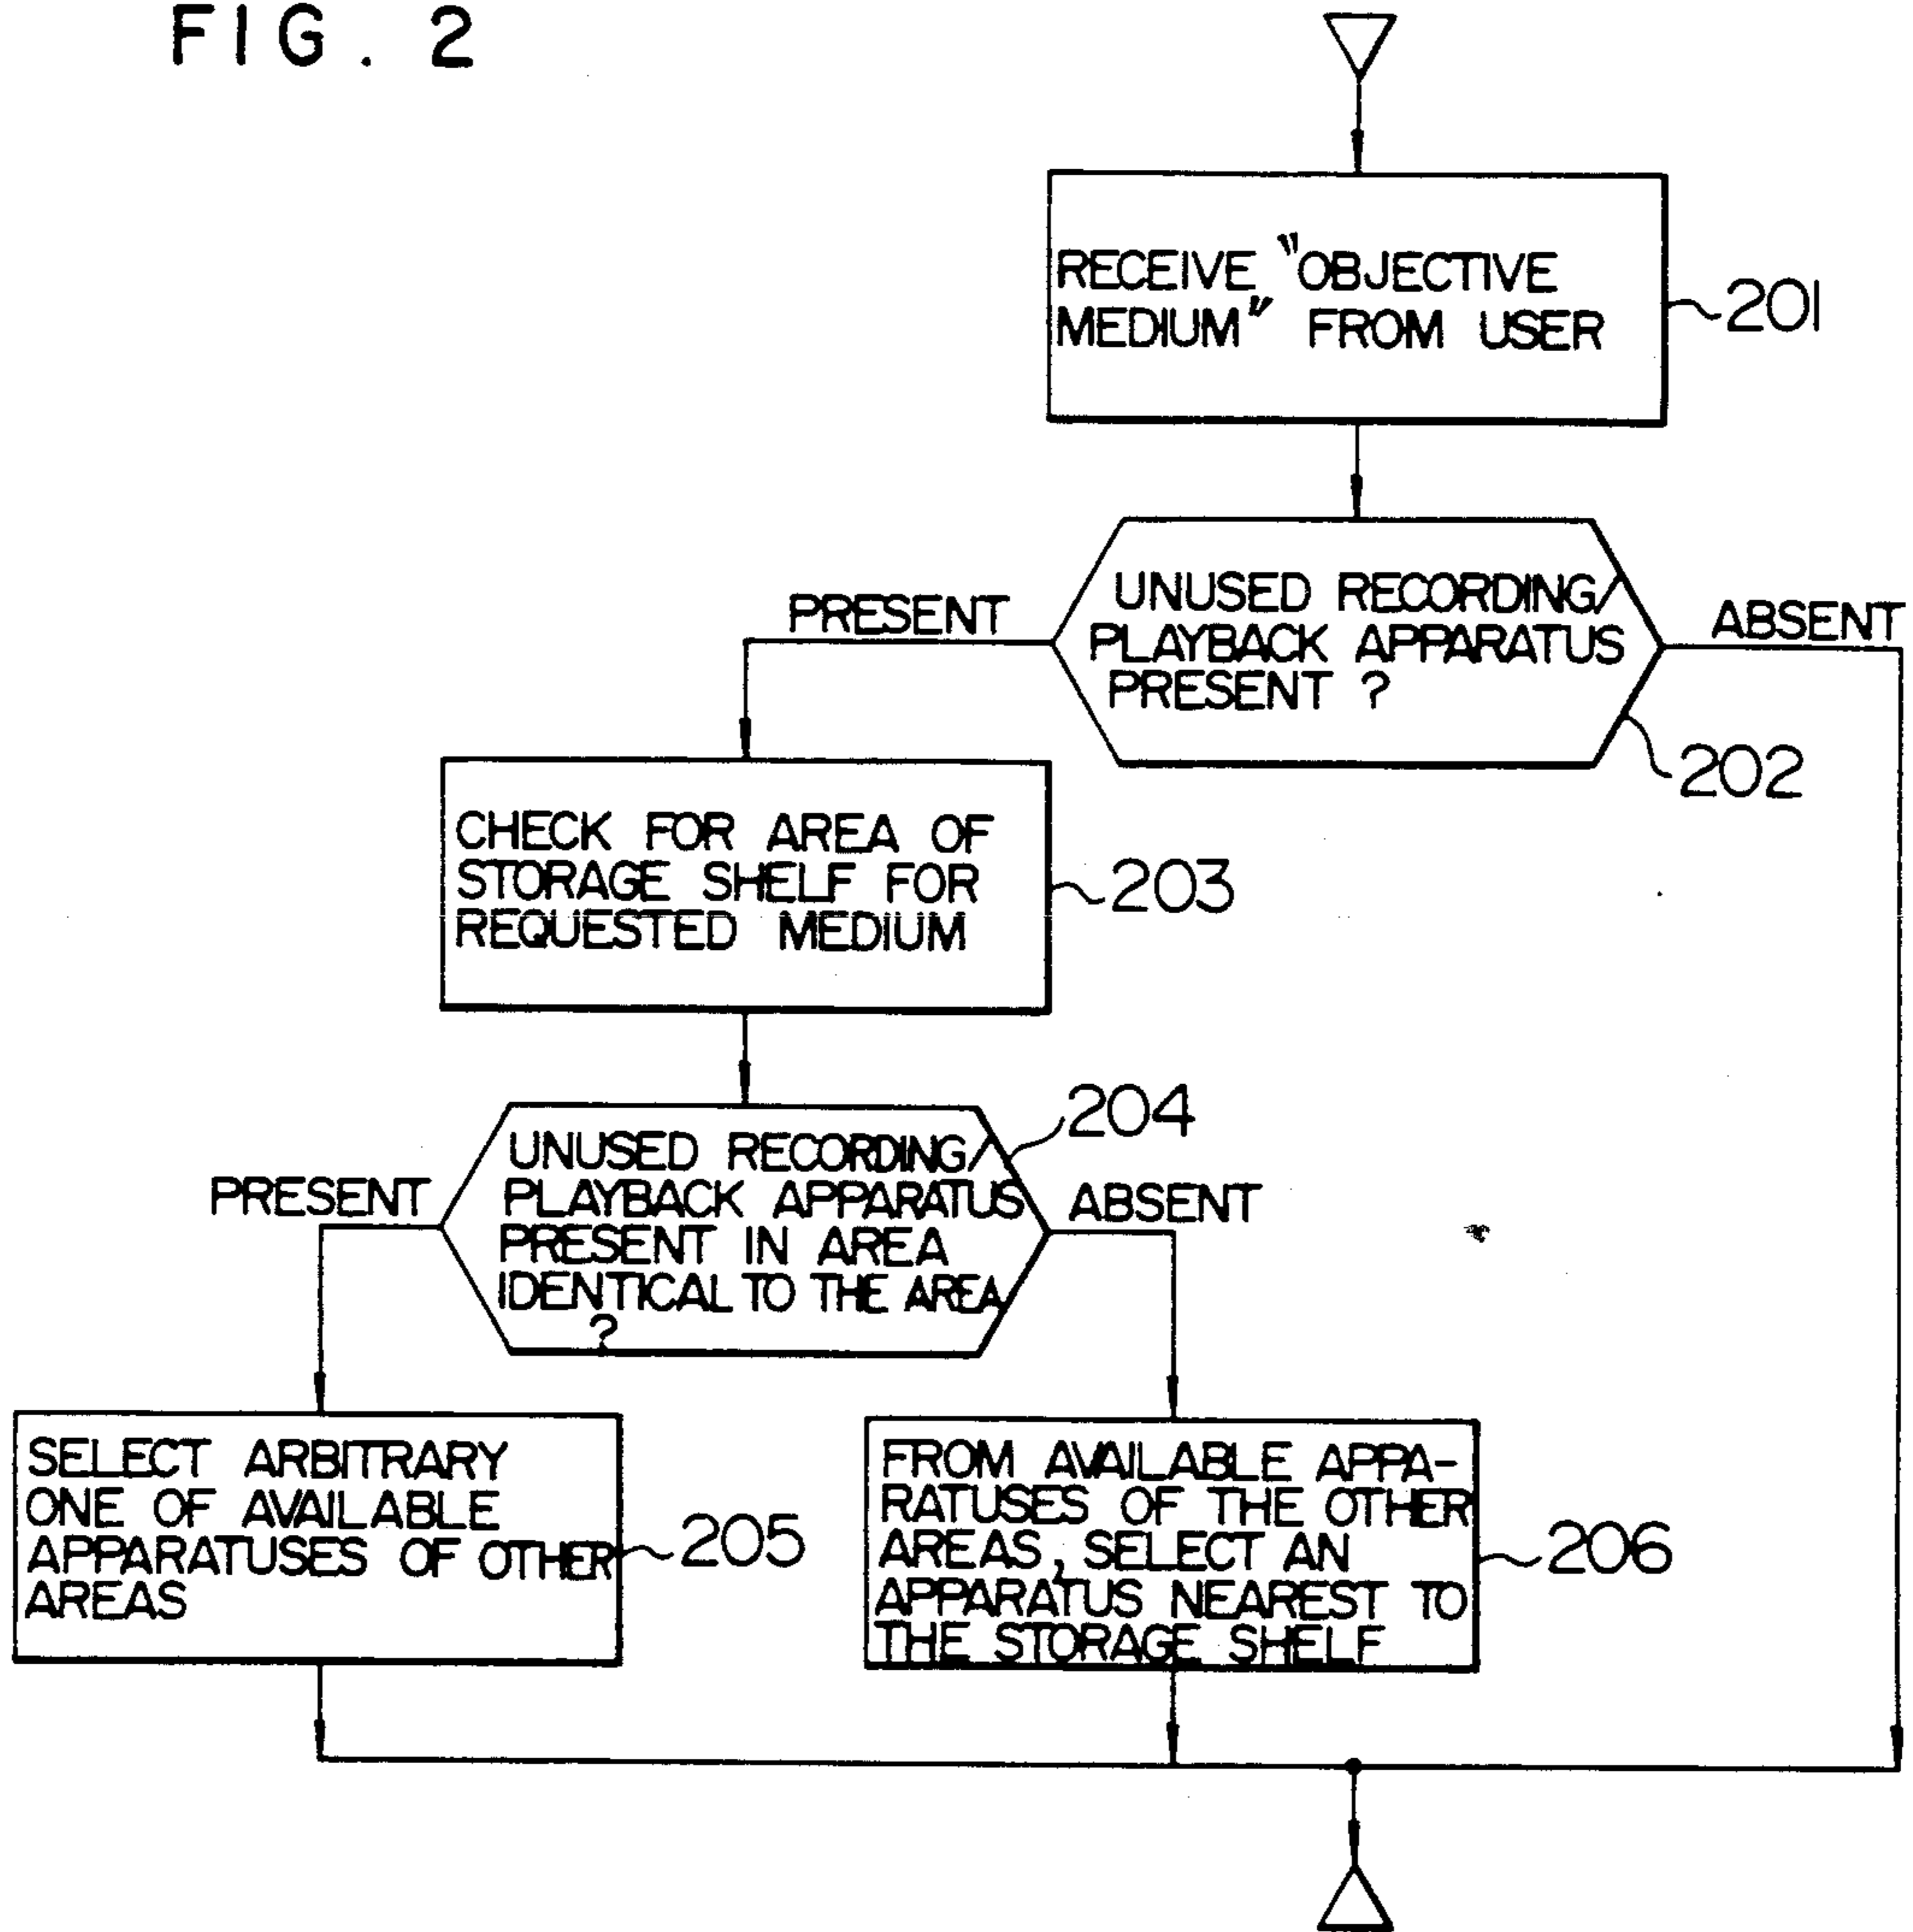 FIG. 2
RECEIVE "OBJECTIVE
MEDIUM" FROM USER
201
UNUSED RECORDING/
PLAYBACK APPARATUS
PRESENT ?
PRESENT
ABSENT
202
CHECK FOR AREA OF
STORAGE SHELF FOR
REQUESTED MEDIUM
203
204
UNUSED RECORDING/
PLAYBACK APPARATUS
PRESENT IN AREA
IDENTICAL TO THE AREA
?
PRESENT
ABSENT
SELECT ARBITRARY
ONE OF AVAILABLE
APPARATUSES OF OTHER
AREAS
205
FROM AVAILABLE APPA-
RATUSES OF THE OTHER
AREAS, SELECT AN
APPARATUS NEAREST TO
THE STORAGE SHELF
206